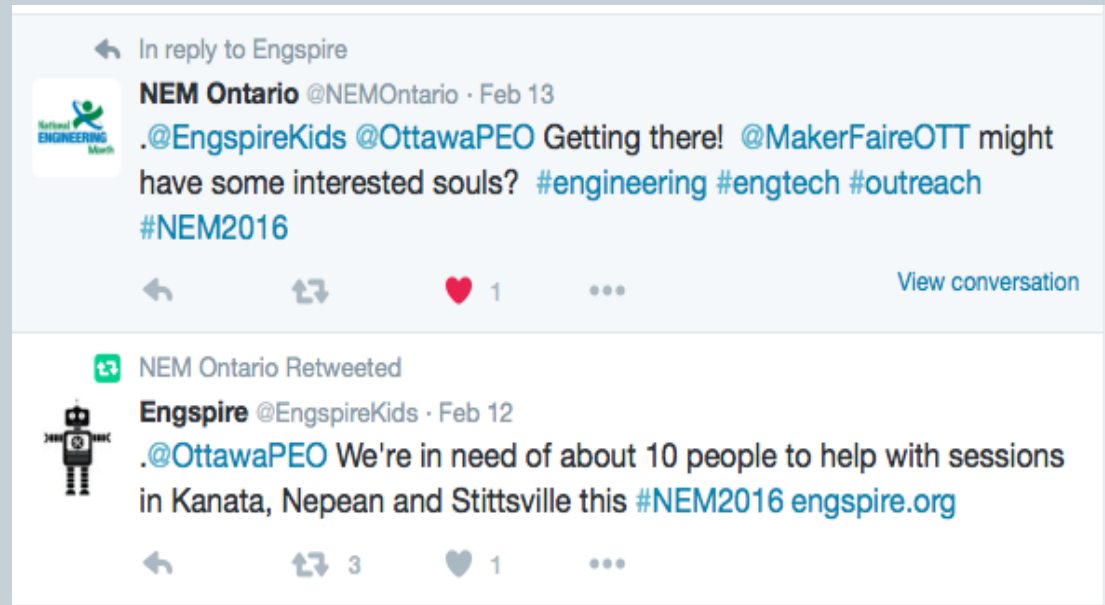 In reply to Engspire
NEM Ontario @NEMOntario · Feb 13
National
ENGINEERING
Month
.@EngspireKids @OttawaPEO Getting there! @MakerFaireOTT might
have some interested souls? #engineering #engtech #outreach
#NEM2016
1
View conversation
NEM Ontario Retweeted
Engspire @EngspireKids · Feb 12
.@OttawaPEO We're in need of about 10 people to help with sessions
in Kanata, Nepean and Stittsville this #NEM2016 engspire.org
3 1